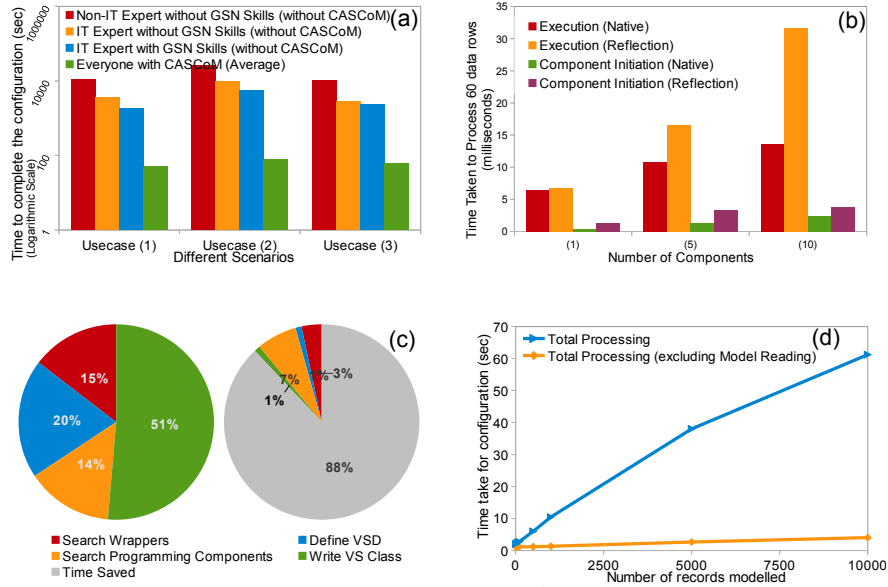 (a)
Non-IT Expert without GSN Skills (without CASCoM)
IT Expert without GSN Skills (without CASCoM)
IT Expert with GSN Skills (without CASCoM)
Everyone with CASCoM (Average)
Time to complete the configuration (sec)
(Logarithmic Scale)
1000000
10000
100
1
Usecase (1)
Usecase (2)
Usecase (3)
Different Scenarios
(b)
Execution (Native)
Execution (Reflection)
Component Initiation (Native)
Component Initiation (Reflection)
Time Taken to Process 60 data rows
(milliseconds)
35
30
25
20
15
10
5
0
(1)
(5)
(10)
Number of Components
(c)
15%
20%
14%
51%
7%
3%
1%
88%
Search Wrappers
Define VSD
Search Programming Components
Write VS Class
Time Saved
(d)
Total Processing
Total Processing (excluding Model Reading)
Time take for configuration (sec)
70
60
50
40
30
20
10
0
0
2500
5000
7500
10000
Number of records modelled